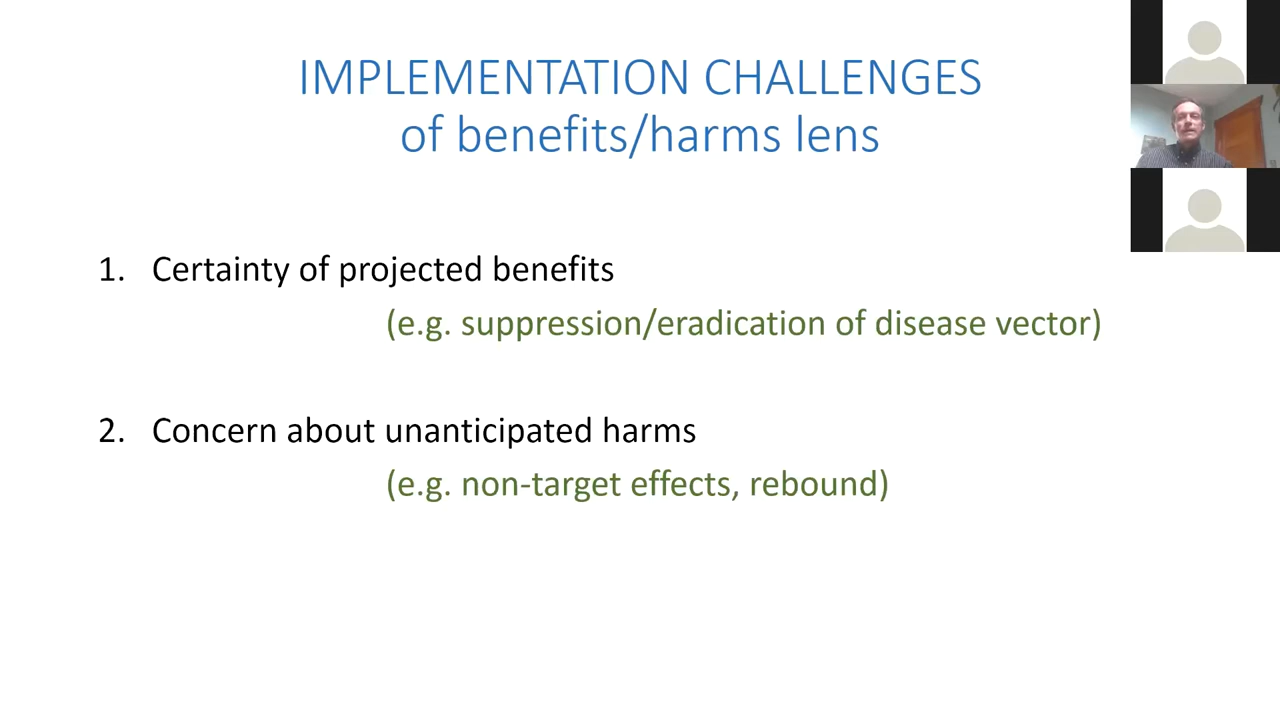 IMPLEMENTATION CHALLENGES
of benefits/harms lens
1. Certainty of projected benefits
(e.g. suppression/eradication of disease vector)
2. Concern about unanticipated harms
(e.g. non-target effects, rebound)